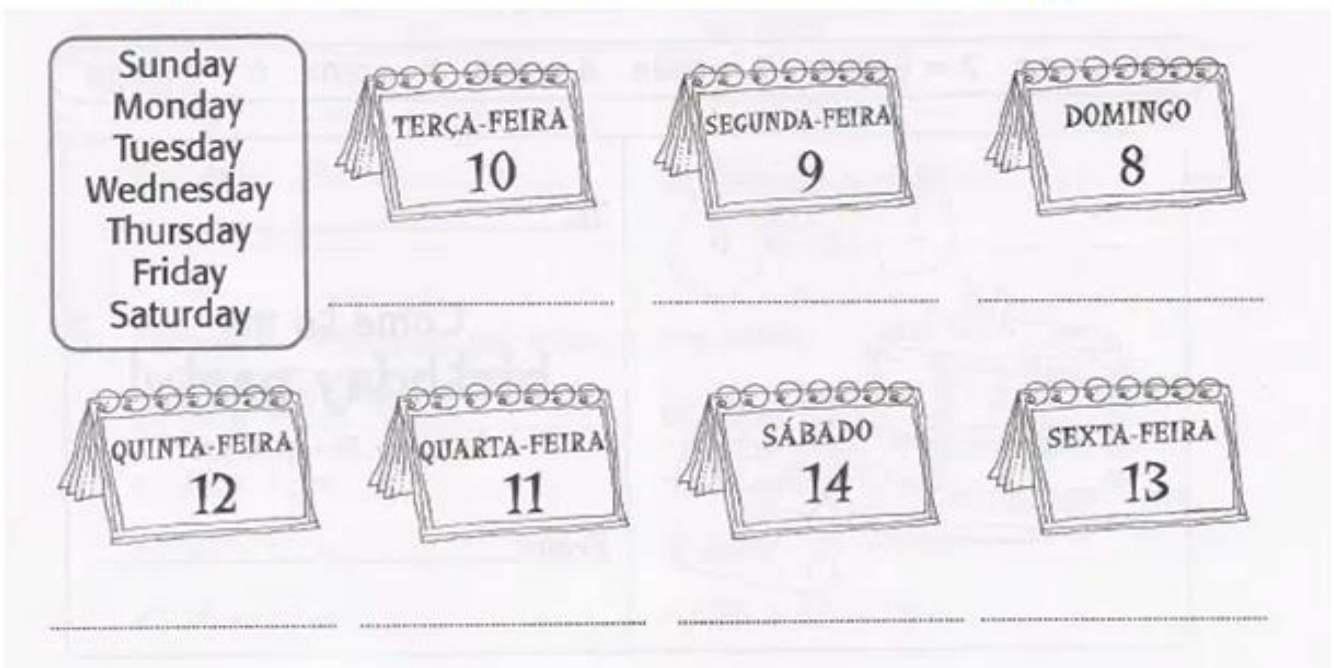 Sunday
Monday
Tuesday
Wednesday
Thursday
Friday
Saturday
TERÇA-FEIRA
10
SEGUNDA-FEIRA
9
DOMINGO
8
QUINTA-FEIRA
12
QUARTA-FEIRA
11
SÁBADO
14
SEXTA-FEIRA
13